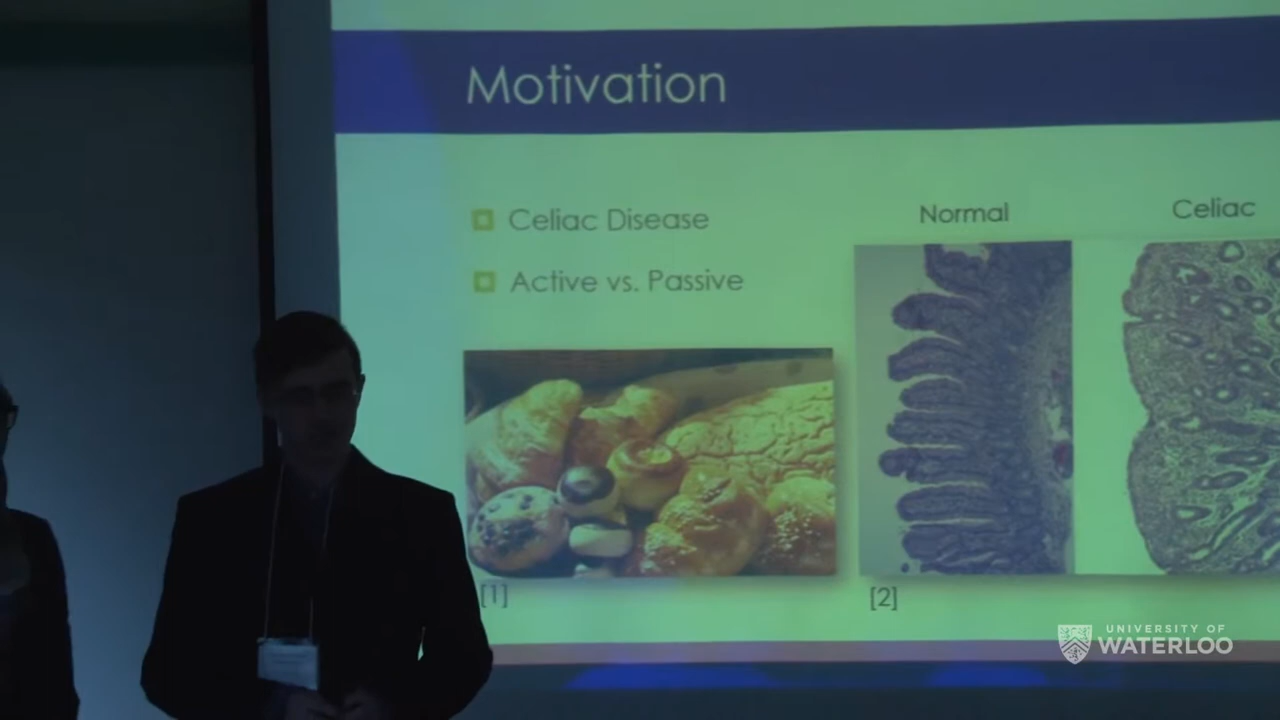 Motivation
Celiac Disease
Active vs. Passive
Normal
Celiac
[1]
[2]
UNIVERSITY OF
WATERLOO